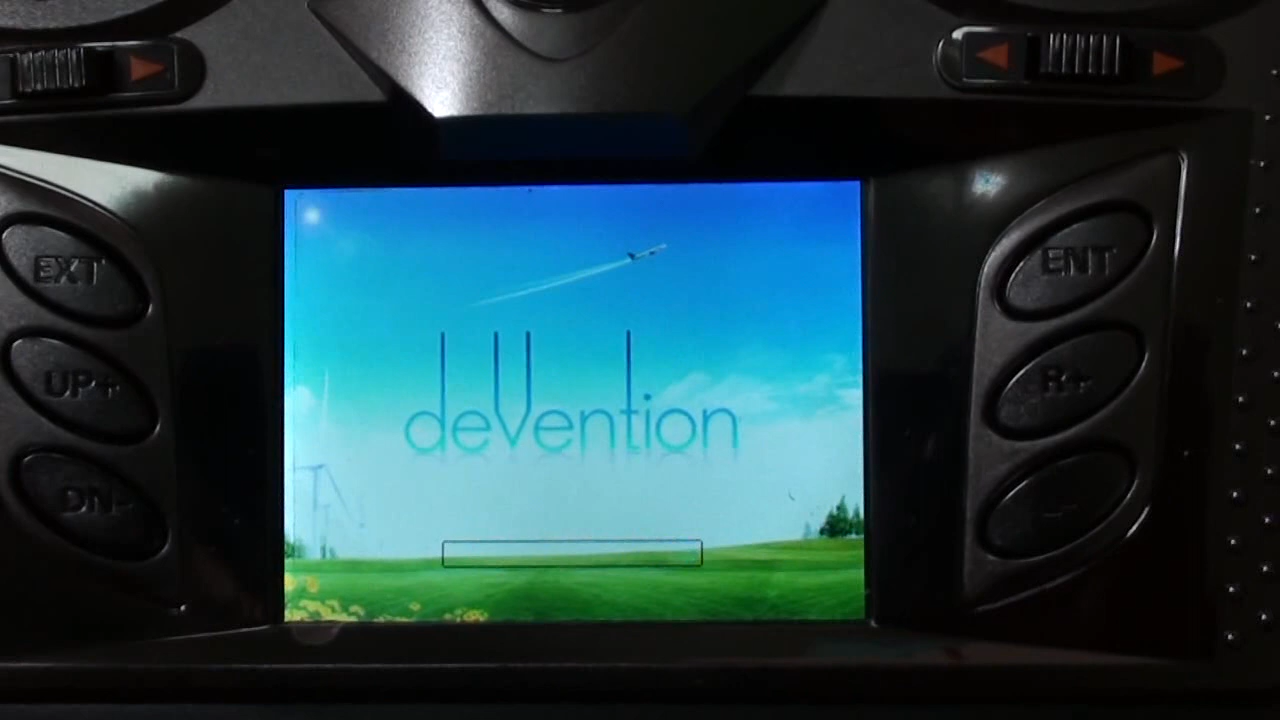 EXT
UP+
DN-
devention
ENT
R+